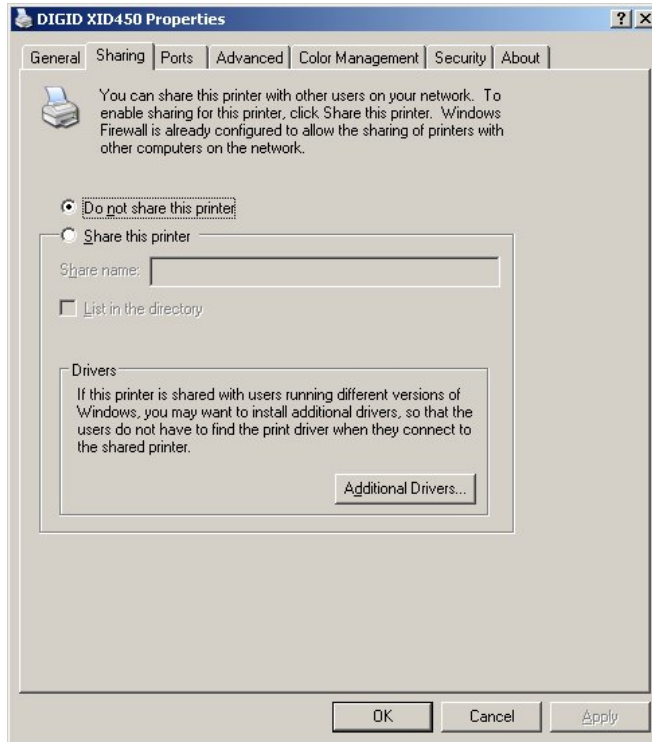 DIGID XID450 Properties
General Sharing Ports Advanced Color Management Security About
You can share this printer with other users on your network. To
enable sharing for this printer, click Share this printer. Windows
Firewall is already configured to allow the sharing of printers with
other computers on the network.
Do not share this printer
Share this printer
Share name:
List in the directory
Drivers
If this printer is shared with users running different versions of
Windows, you may want to install additional drivers, so that the
users do not have to find the print driver when they connect to
the shared printer.
Additional Drivers...
OK Cancel Apply